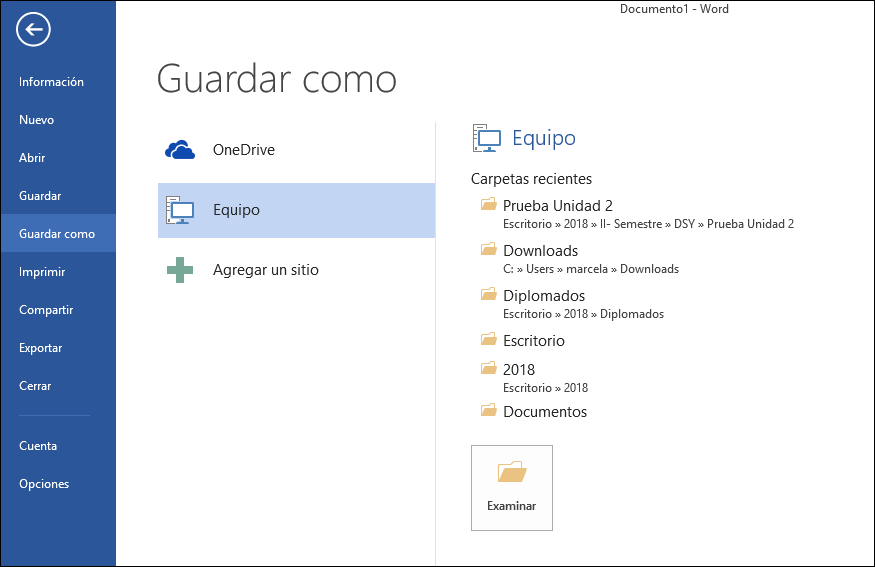 Documento1 - Word
Información
Nuevo
Abrir
Guardar
Guardar como
Imprimir
Compartir
Exportar
Cerrar
Cuenta
Opciones
Guardar como
OneDrive
Equipo
Agregar un sitio
Equipo
Carpetas recientes
Prueba Unidad 2
Escritorio » 2018 » II- Semestre » DSY » Prueba Unidad 2
Downloads
C: » Users » marcela » Downloads
Diplomados
Escritorio » 2018 » Diplomados
Escritorio
2018
Escritorio » 2018
Documentos
Examinar